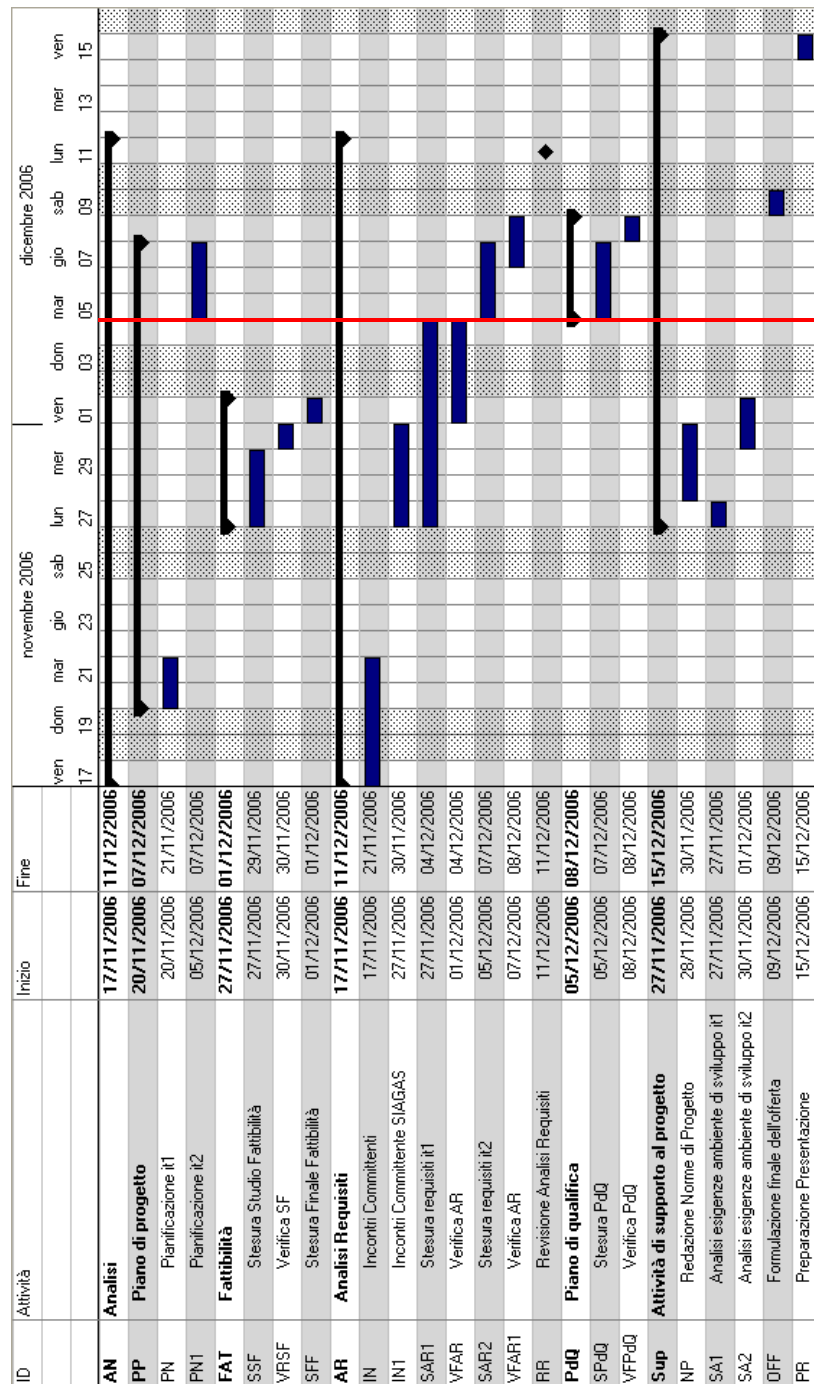 ID Attività Inizio Fine novembre 2006 dicembre 2006
ven dom mar gio sab lun mer ven dom mar gio sab lun mer ven
17 19 21 23 25 27 29 01 03 05 07 09 11 13 15
AN Analisi 17/11/2006 11/12/2006
PP Piano di progetto 20/11/2006 07/12/2006
PN Pianificazione it1 20/11/2006 21/11/2006
PN1 Pianificazione it2 05/12/2006 07/12/2006
FAT Fattibilità 27/11/2006 01/12/2006
SSF Stesura Studio Fattibilità 27/11/2006 29/11/2006
VRSF Verifica SF 30/11/2006 30/11/2006
SFF Stesura Finale Fattibilità 01/12/2006 01/12/2006
AR Analisi Requisiti 17/11/2006 11/12/2006
IN Incontri Committenti 17/11/2006 21/11/2006
IN1 Incontri Committente SIAGAS 27/11/2006 30/11/2006
SAR1 Stesura requisiti it1 27/11/2006 04/12/2006
VFAR Verifica AR 01/12/2006 04/12/2006
SAR2 Stesura requisiti it2 05/12/2006 07/12/2006
VFAR1 Verifica AR 07/12/2006 08/12/2006
RR Revisione Analisi Requisiti 11/12/2006 11/12/2006
PdQ Piano di qualifica 05/12/2006 08/12/2006
SPdQ Stesura PdQ 05/12/2006 07/12/2006
VFPdQ Verifica PdQ 08/12/2006 08/12/2006
Sup Attività di supporto al progetto 27/11/2006 15/12/2006
NP Redazione Norme di Progetto 28/11/2006 30/11/2006
SA1 Analisi esigenze ambiente di sviluppo it1 27/11/2006 27/11/2006
SA2 Analisi esigenze ambiente di sviluppo it2 30/11/2006 01/12/2006
OFF Formulazione finale dell'offerta 09/12/2006 09/12/2006
PR Preparazione Presentazione 15/12/2006 15/12/2006